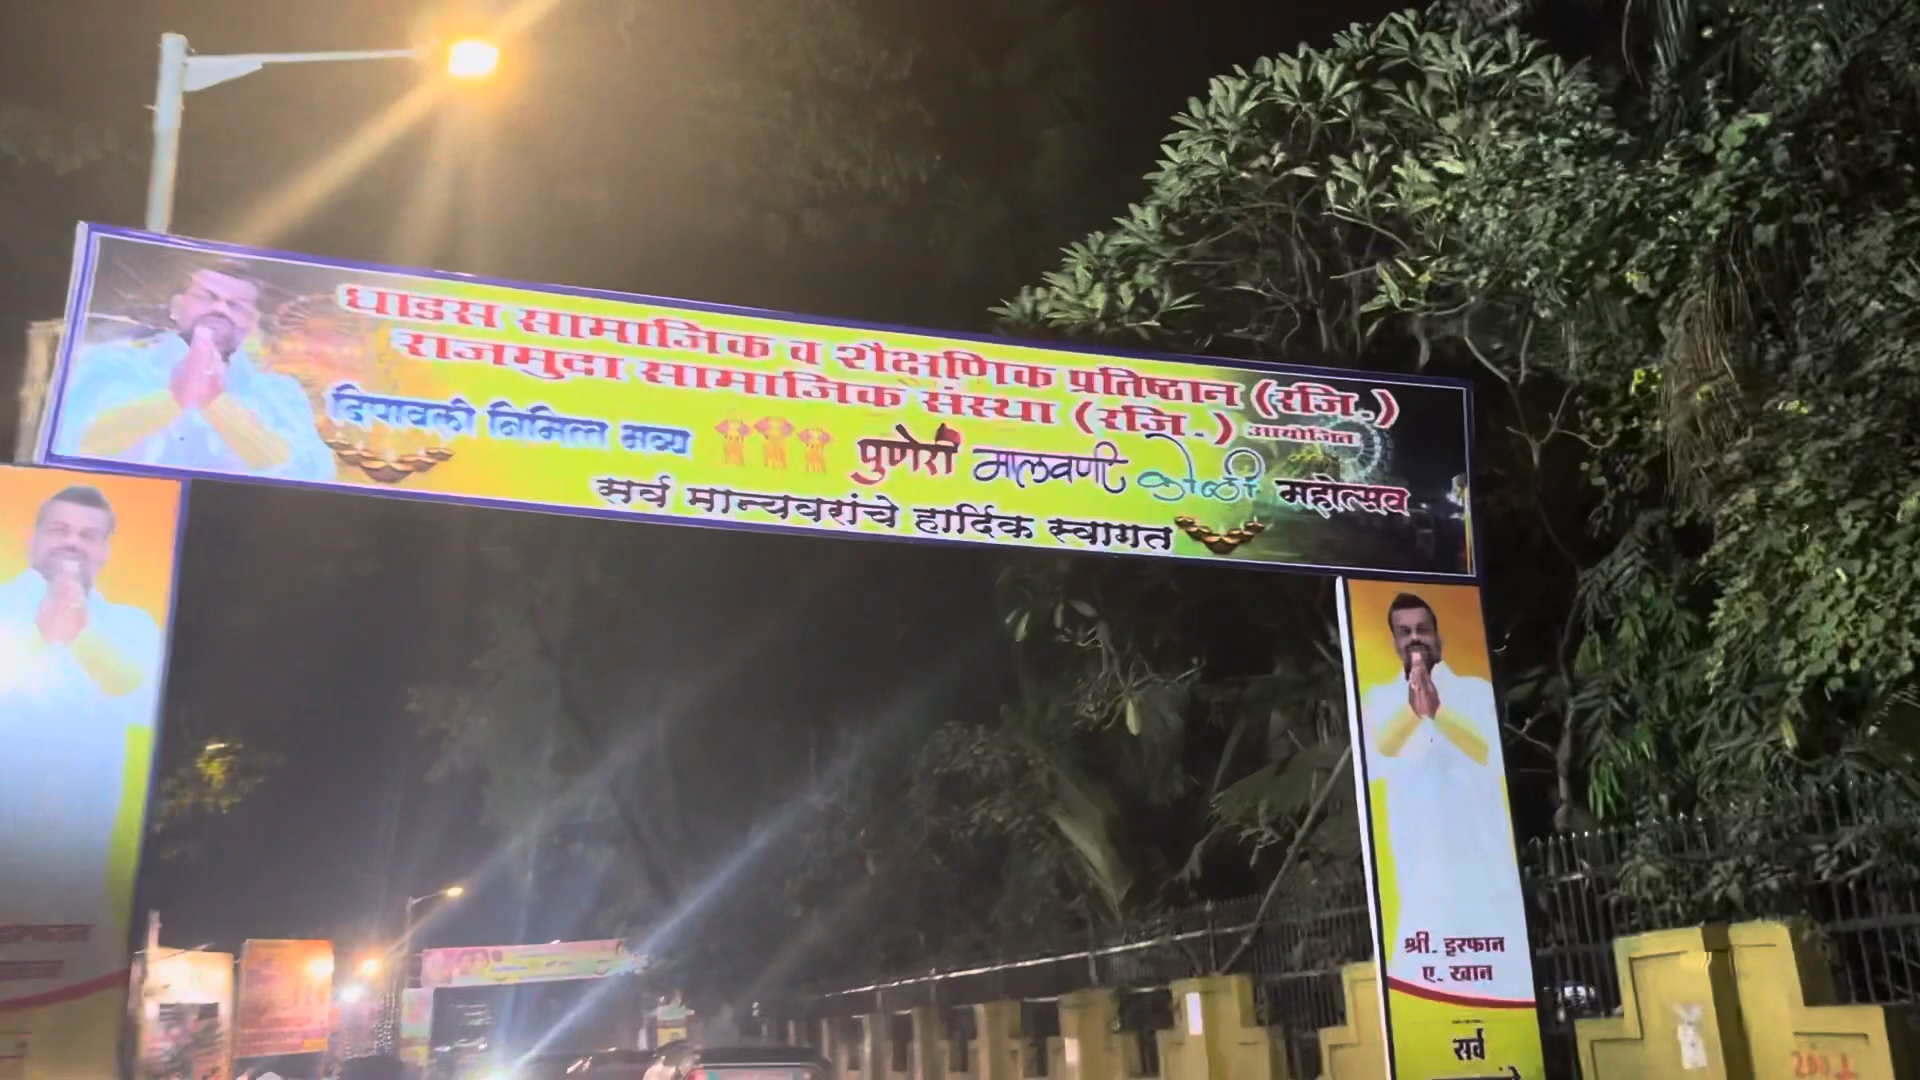 धाडस सामाजिक व शैक्षणिक प्रतिष्ठान (रजि.)
राजमुद्रा सामाजिक संस्था (रजि.) आयोजित
दिपावली निमित्त भव्य पुणेरी मालवणी कोळी महोत्सव
सर्व मान्यवरांचे हार्दिक स्वागत
श्री. इरफान
ए. खान
सर्व